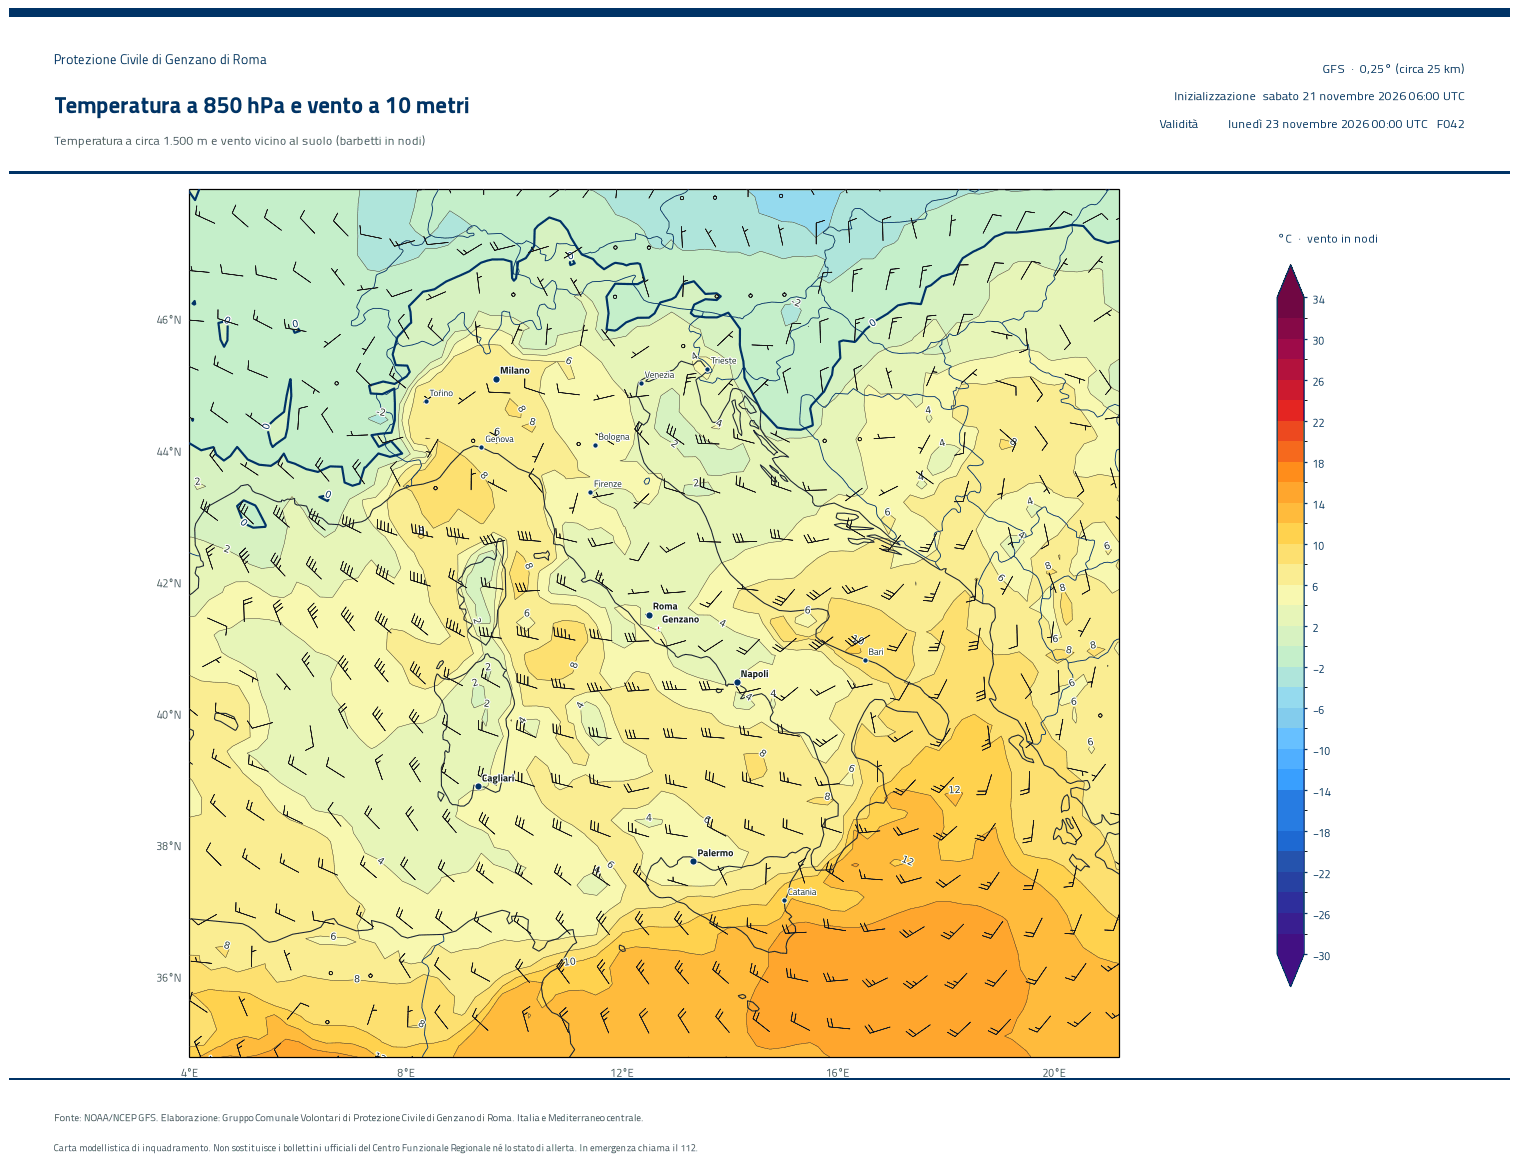 Protezione Civile di Genzano di Roma
Temperatura a 850 hPa e vento a 10 metri
Temperatura a circa 1.500 m e vento vicino al suolo (barbetti in nodi)
GFS · 0,25° (circa 25 km)
Inizializzazione sabato 21 novembre 2026 06:00 UTC
Validità lunedì 23 novembre 2026 00:00 UTC F042
°C · vento in nodi
34
30
26
22
18
14
10
6
2
−2
−6
−10
−14
−18
−22
−26
−30
46°N
44°N
42°N
40°N
38°N
36°N
4°E
8°E
12°E
16°E
20°E
Milano
Torino
Venezia
Trieste
Genova
Bologna
Firenze
Roma
Genzano
Napoli
Bari
Cagliari
Palermo
Catania
Fonte: NOAA/NCEP GFS. Elaborazione: Gruppo Comunale Volontari di Protezione Civile di Genzano di Roma. Italia e Mediterraneo centrale.
Carta modellistica di inquadramento. Non sostituisce i bollettini ufficiali del Centro Funzionale Regionale né lo stato di allerta. In emergenza chiama il 112.